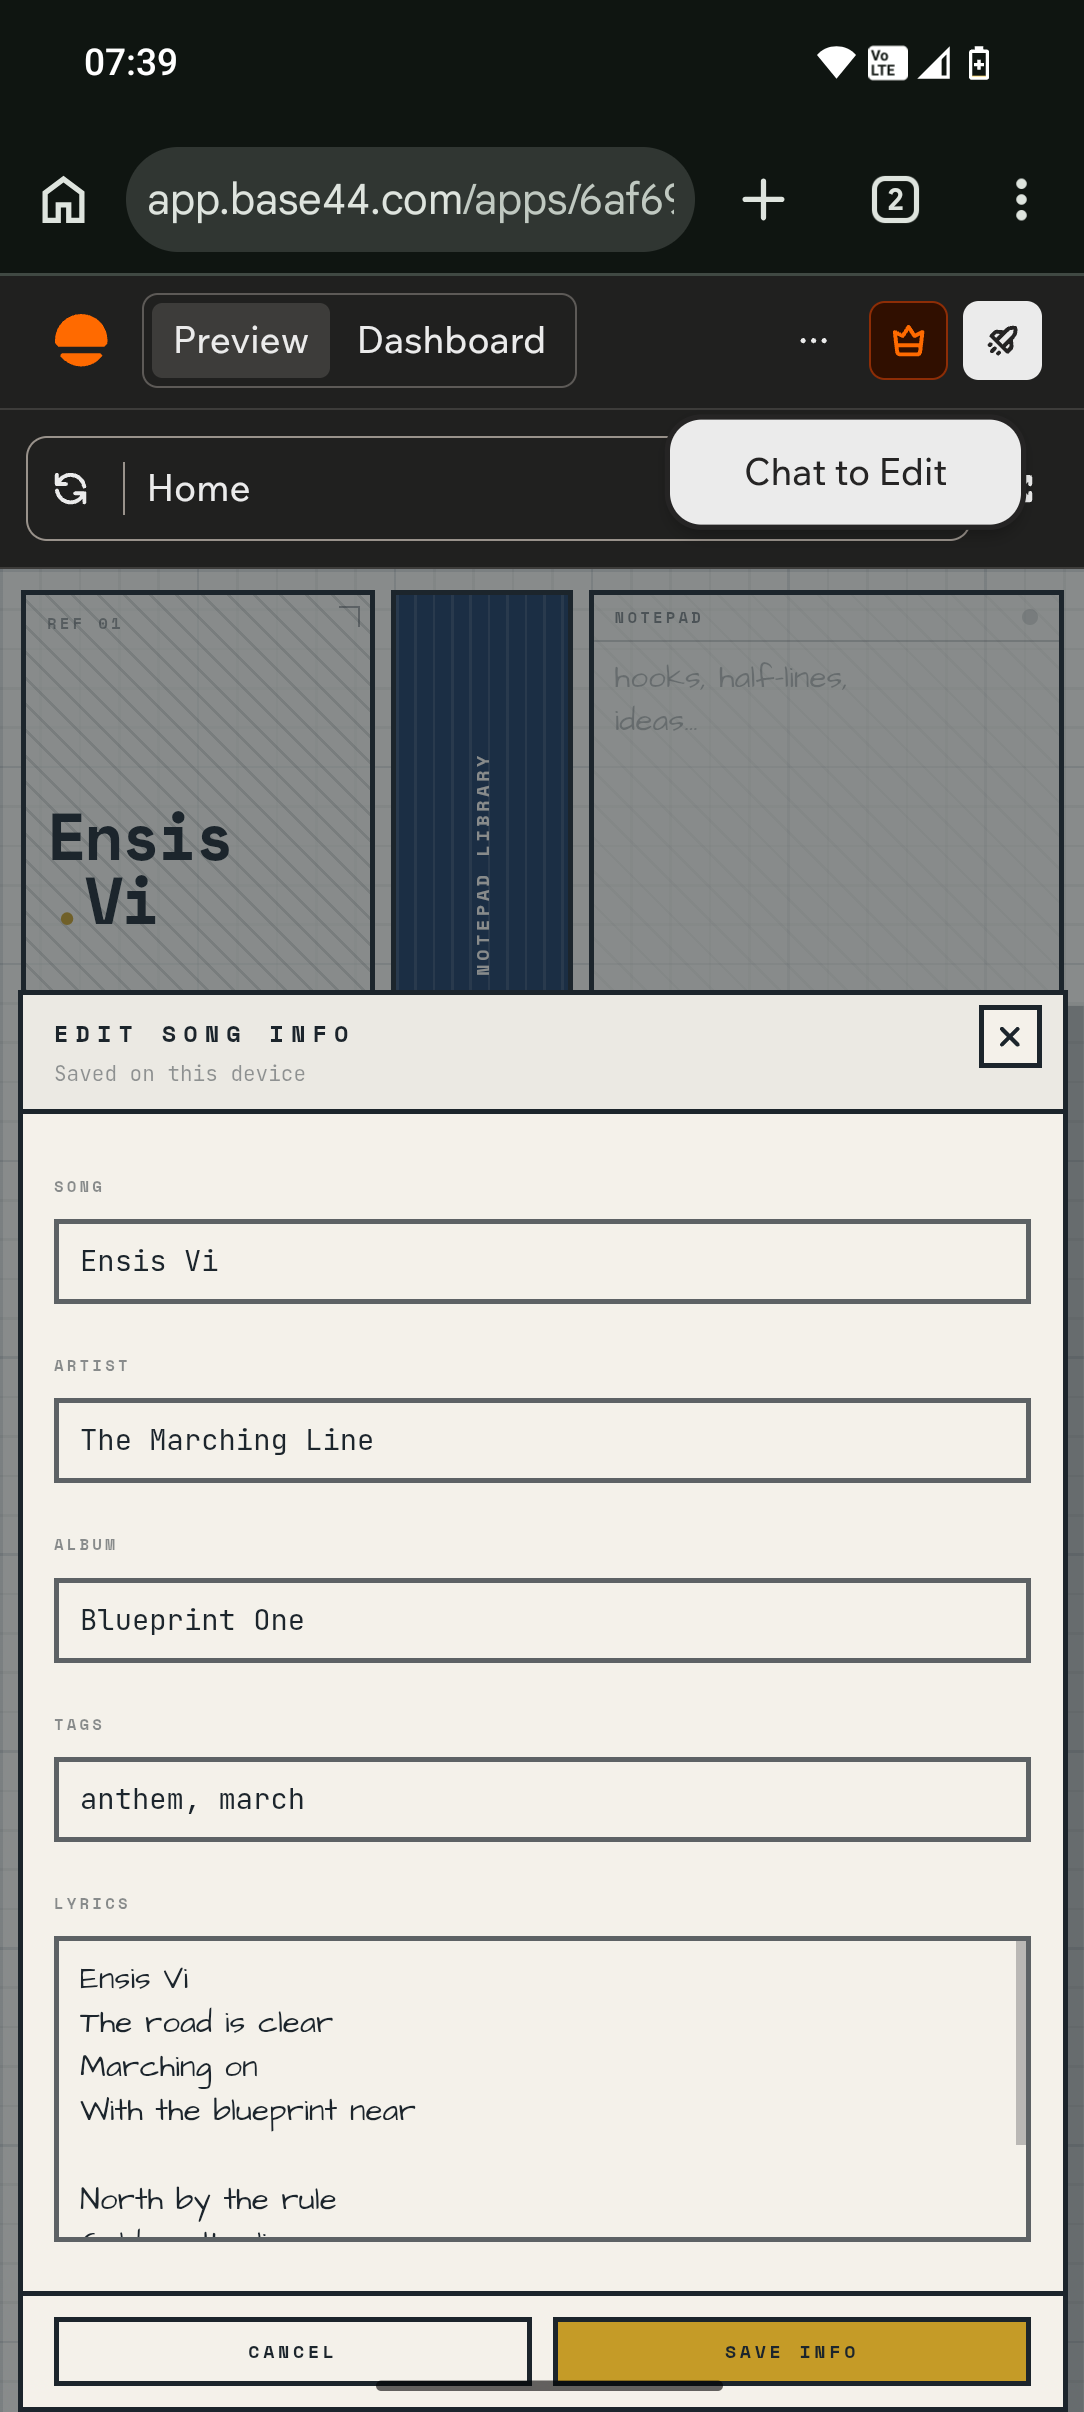 07:39
Vo
LTE
app.base44.com/apps/6af69
2
Preview
Dashboard
Home
Chat to Edit
REF 01
Ensis
.Vi
NOTEPAD LIBRARY
NOTEPAD
hooks, half-lines,
ideas...
EDIT SONG INFO
Saved on this device
SONG
Ensis Vi
ARTIST
The Marching Line
ALBUM
Blueprint One
TAGS
anthem, march
LYRICS
Ensis Vi
The road is clear
Marching on
With the blueprint near
North by the rule
CANCEL
SAVE INFO